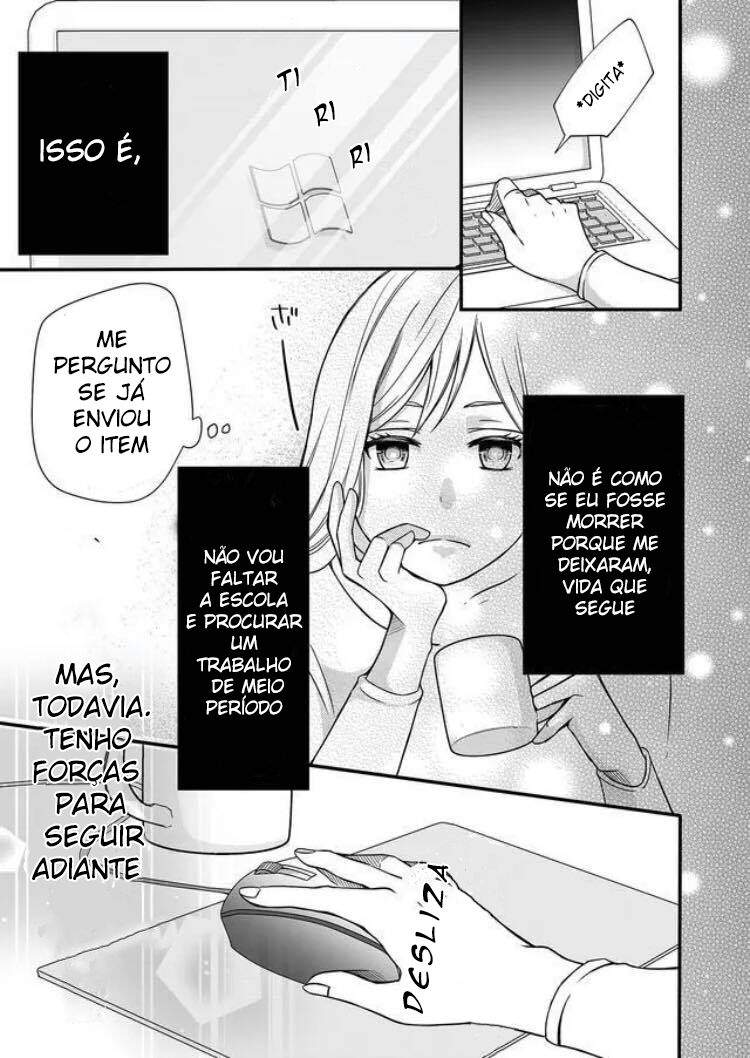 *DIGITA*
TI
RI
RI
ISSO É,
NÃO É COMO
SE EU FOSSE
MORRER
PORQUE ME
DEIXARAM,
VIDA QUE
SEGUE
ボー
ME
PERGUNTO
SE JÁ
ENVIOU
O ITEM
NÃO VOU
FALTAR
A ESCOLA
E PROCURAR
UM
TRABALHO
DE MEIO
PERÍODO
MAS,
TODAVIA.
TENHO
FORÇAS
PARA
SEGUIR
ADIANTE
DESLIZA